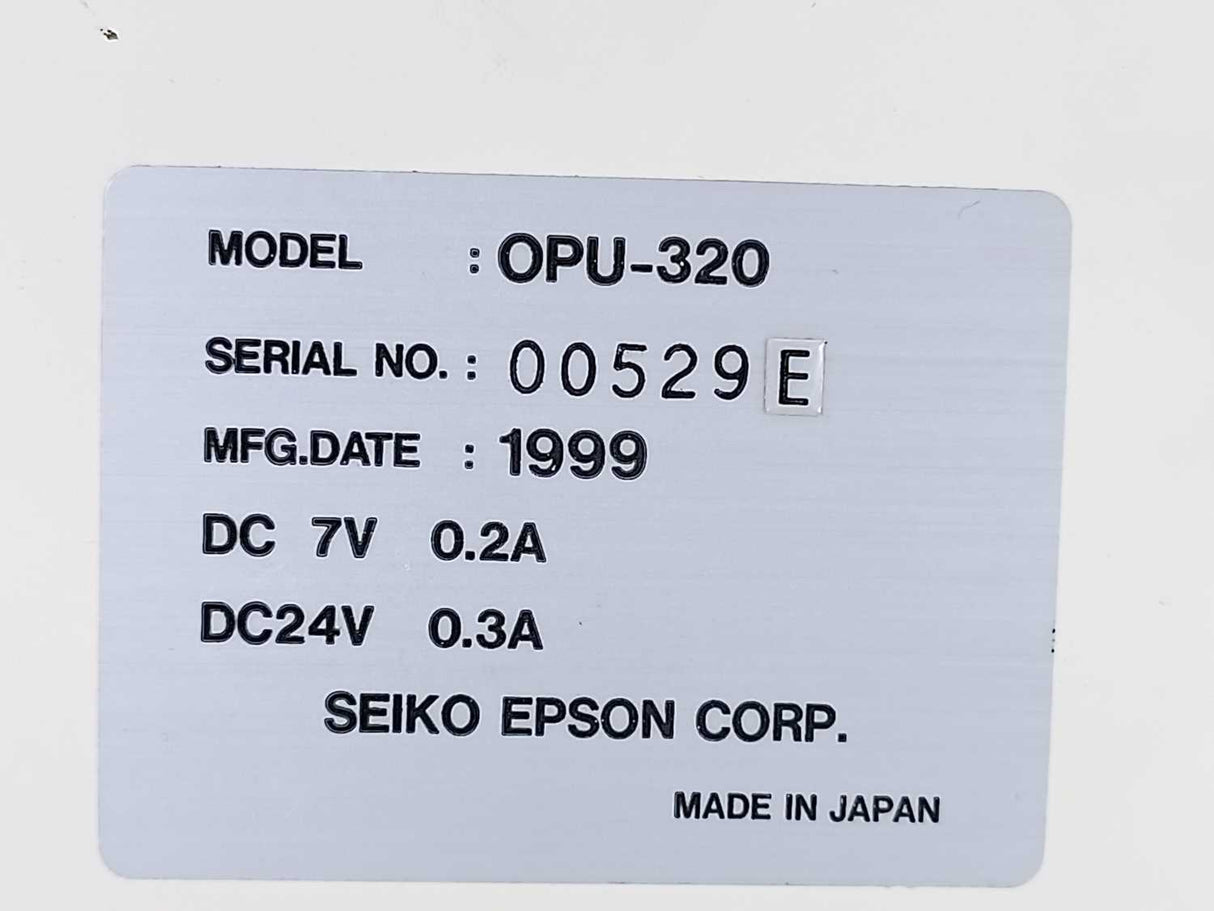 MODEL : OPU-320
SERIAL NO. : 00529E
MFG.DATE : 1999
DC 7V 0.2A
DC24V 0.3A
SEIKO EPSON CORP.
MADE IN JAPAN